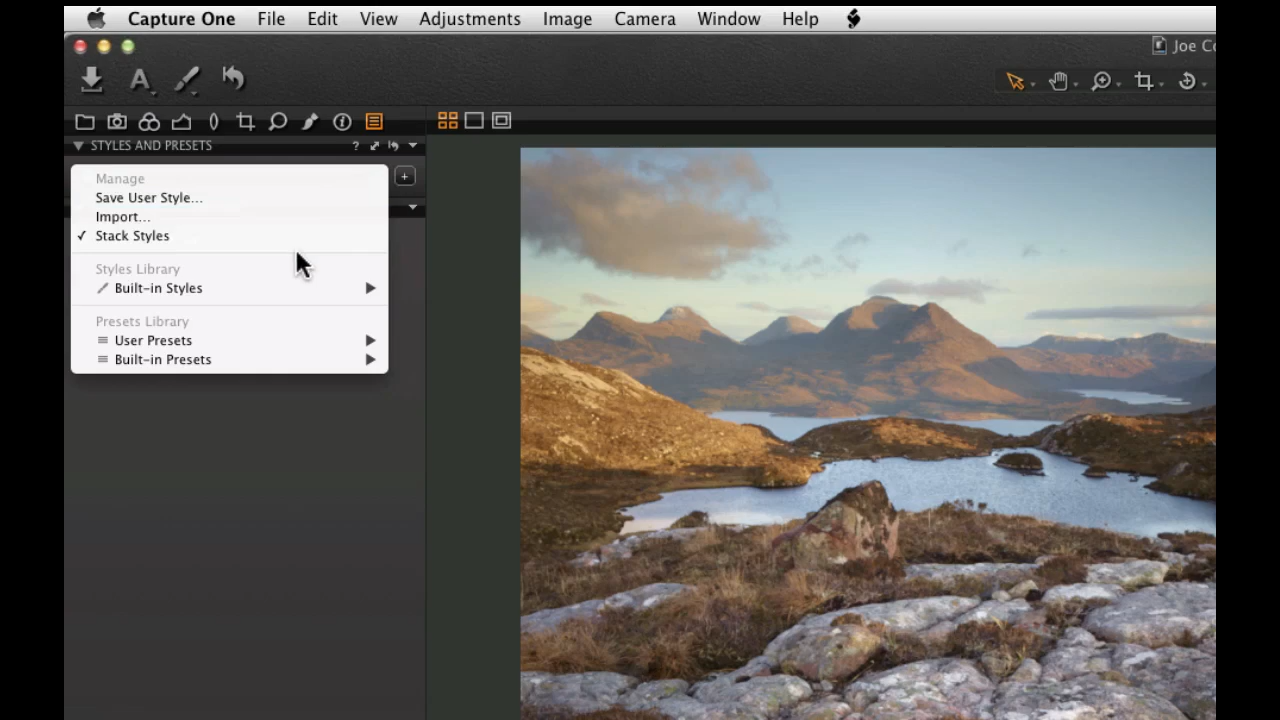 Capture One File Edit View Adjustments Image Camera Window Help
Joe Co
A
STYLES AND PRESETS ?
Manage
Save User Style...
Import...
✓ Stack Styles
Styles Library
Built-in Styles
Presets Library
User Presets
Built-in Presets